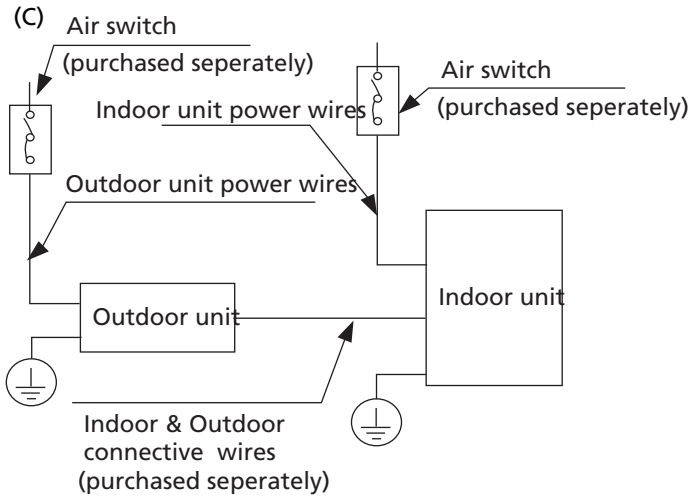 (C)
Air switch
(purchased seperately)
Air switch
(purchased seperately)
Indoor unit power wires
Outdoor unit power wires
Indoor unit
Outdoor unit
Indoor & Outdoor
connective wires
(purchased seperately)